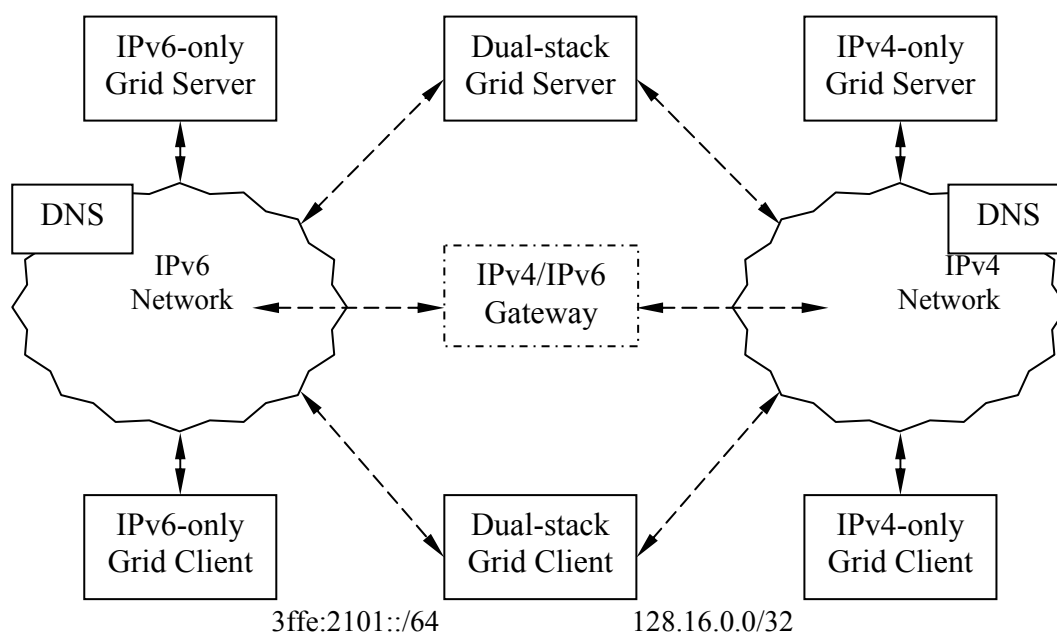 IPv6-only
Grid Server
Dual-stack
Grid Server
IPv4-only
Grid Server
DNS
DNS
IPv6
Network
IPv4/IPv6
Gateway
IPv4
Network
IPv6-only
Grid Client
Dual-stack
Grid Client
IPv4-only
Grid Client
3ffe:2101::/64
128.16.0.0/32